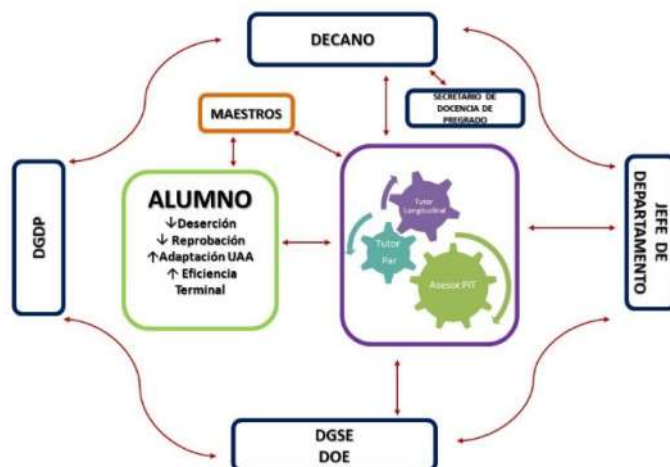 DECANO
SECRETARIO DE
DOCENCIA DE
PREGRADO
MAESTROS
ALUMNO
↓Deserción
↓ Reprobación
↑Adaptación UAA
↑ Eficiencia
Terminal
Tutor
Longitudinal
Tutor
Par
Asesor PIT
DGDP
JEFE DE
DEPARTAMENTO
DGSE
DOE